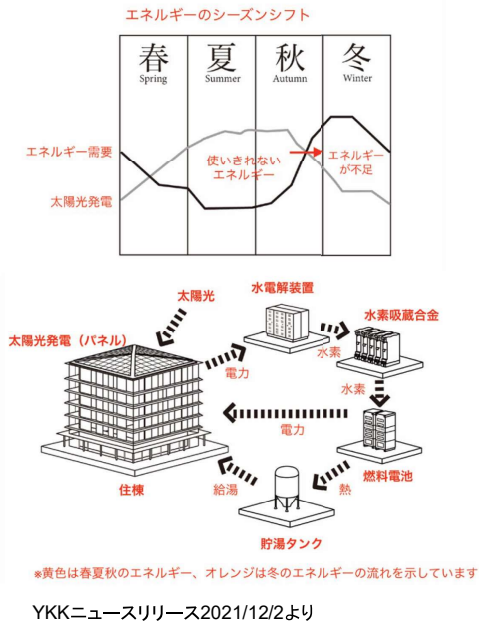 エネルギーのシーズンシフト
春
Spring
夏
Summer
秋
Autumn
冬
Winter
エネルギー需要
太陽光発電
使いきれない
エネルギー
エネルギー
が不足
太陽光
水電解装置
水素吸蔵合金
太陽光発電（パネル）
電力
水素
水素
電力
燃料電池
住棟
給湯
熱
貯湯タンク
※黄色は春夏秋のエネルギー、オレンジは冬のエネルギーの流れを示しています
YKKニュースリリース2021/12/2より